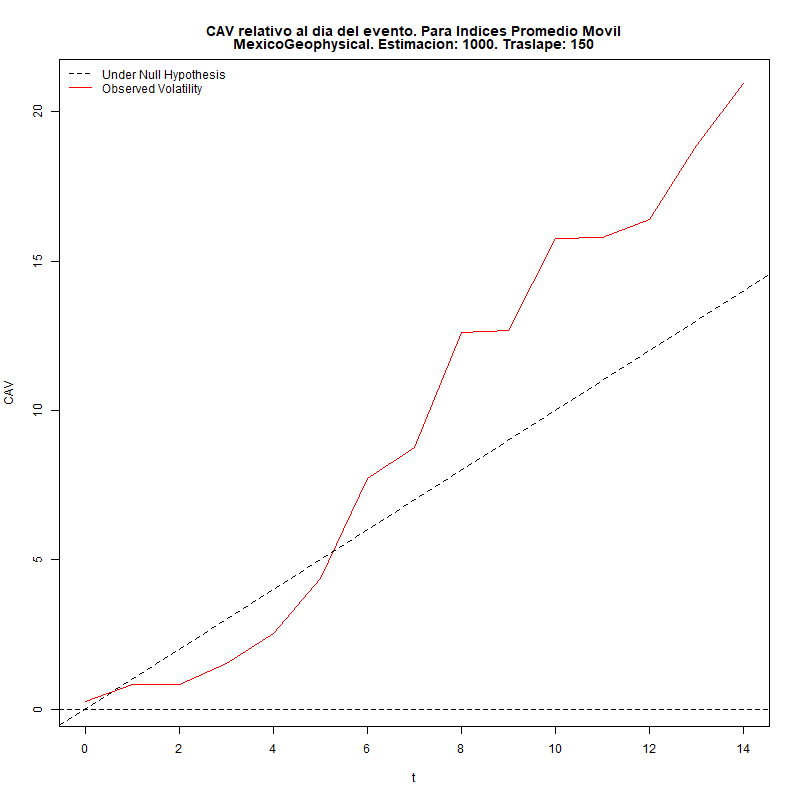 CAV relativo al dia del evento. Para Indices Promedio Movil
MexicoGeophysical. Estimacion: 1000. Traslape: 150
Under Null Hypothesis
Observed Volatility
20
15
10
5
0
CAV
0 2 4 6 8 10 12 14
t